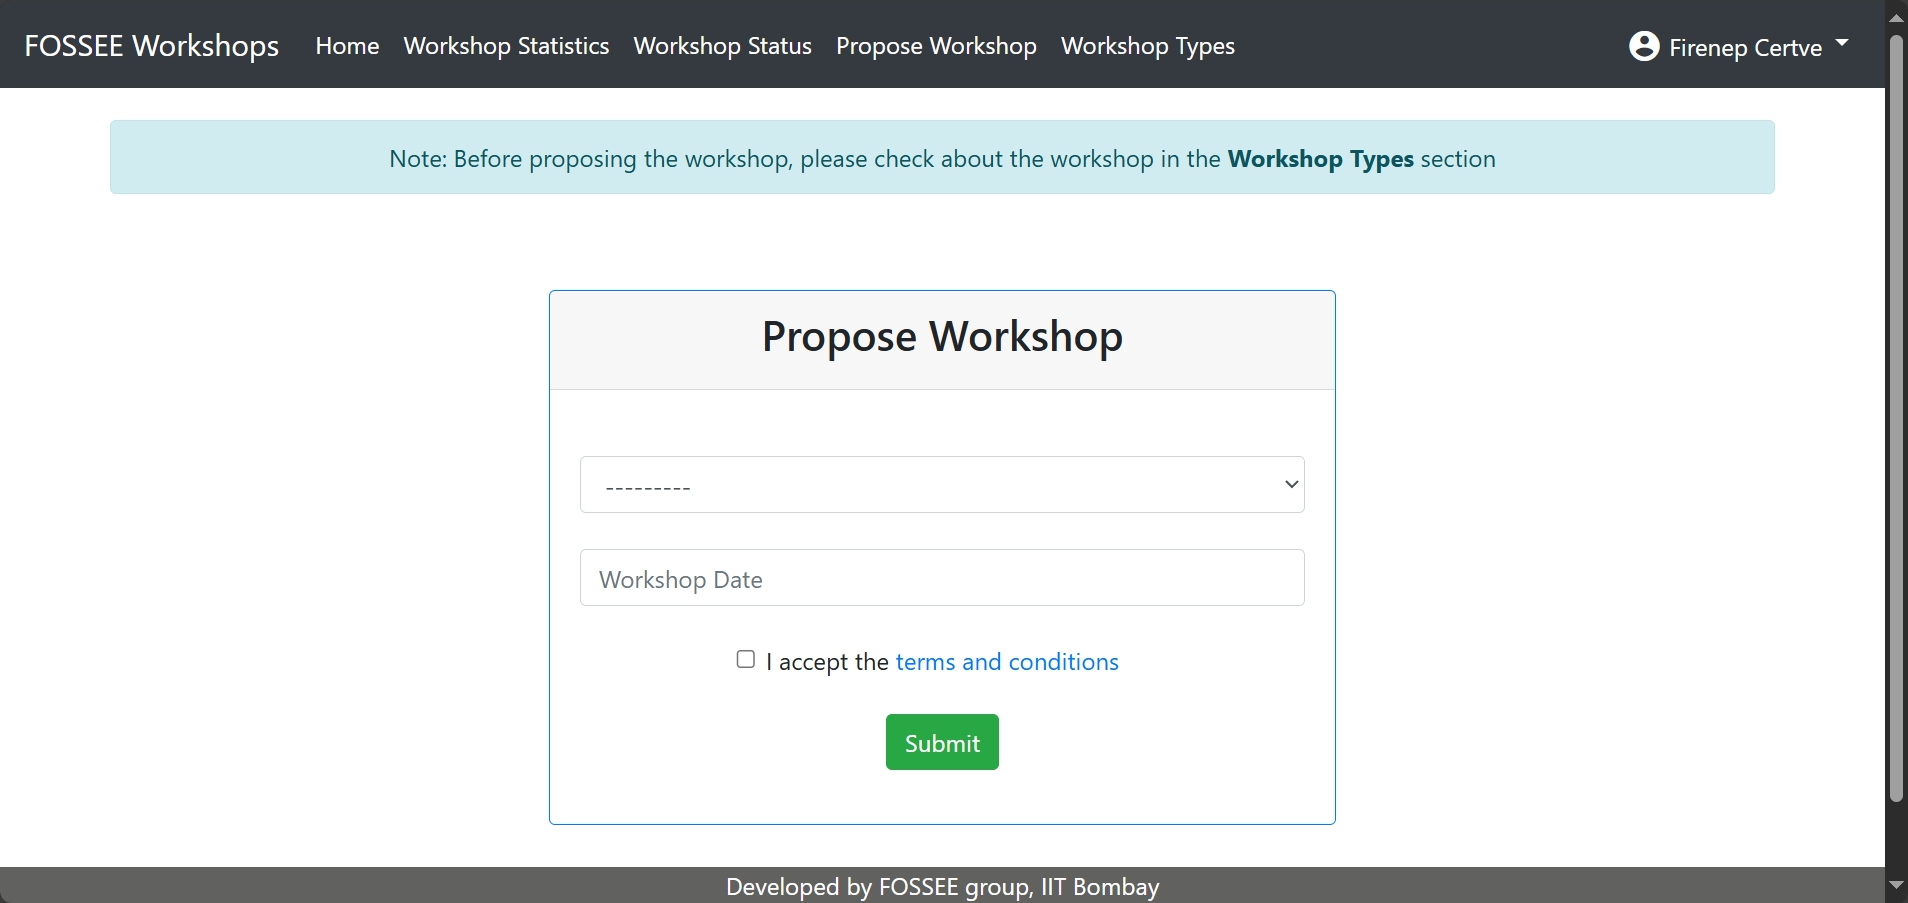 FOSSEE Workshops Home Workshop Statistics Workshop Status Propose Workshop Workshop Types Firenep Certve
Note: Before proposing the workshop, please check about the workshop in the Workshop Types section
Propose Workshop
---------
Workshop Date
I accept the terms and conditions
Submit
Developed by FOSSEE group, IIT Bombay